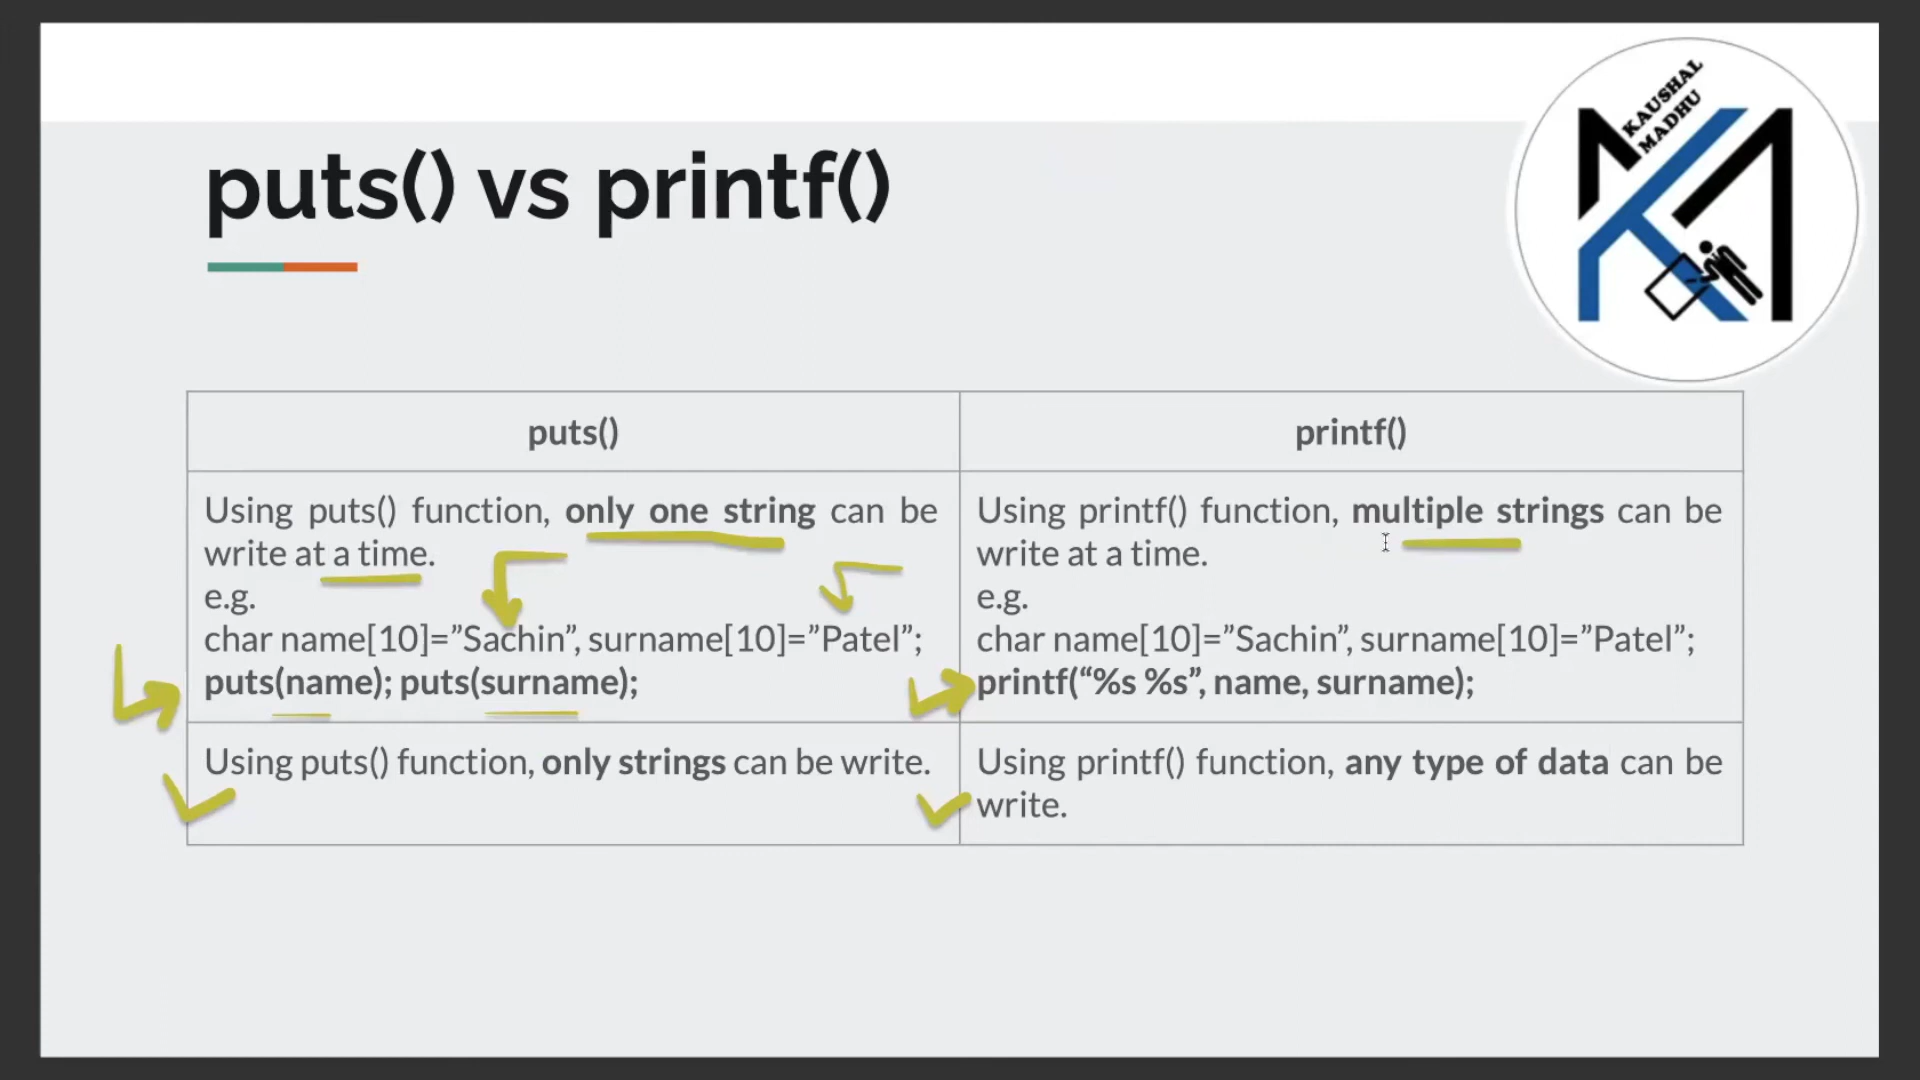 KAUSHAL
MADHU
puts() vs printf()
puts()
printf()
Using puts() function, only one string can be
write at a time.
e.g.
char name[10]=”Sachin”, surname[10]=”Patel”;
puts(name); puts(surname);
Using printf() function, multiple strings can be
write at a time.
e.g.
char name[10]=”Sachin”, surname[10]=”Patel”;
printf(“%s %s”, name, surname);
Using puts() function, only strings can be write.
Using printf() function, any type of data can be
write.